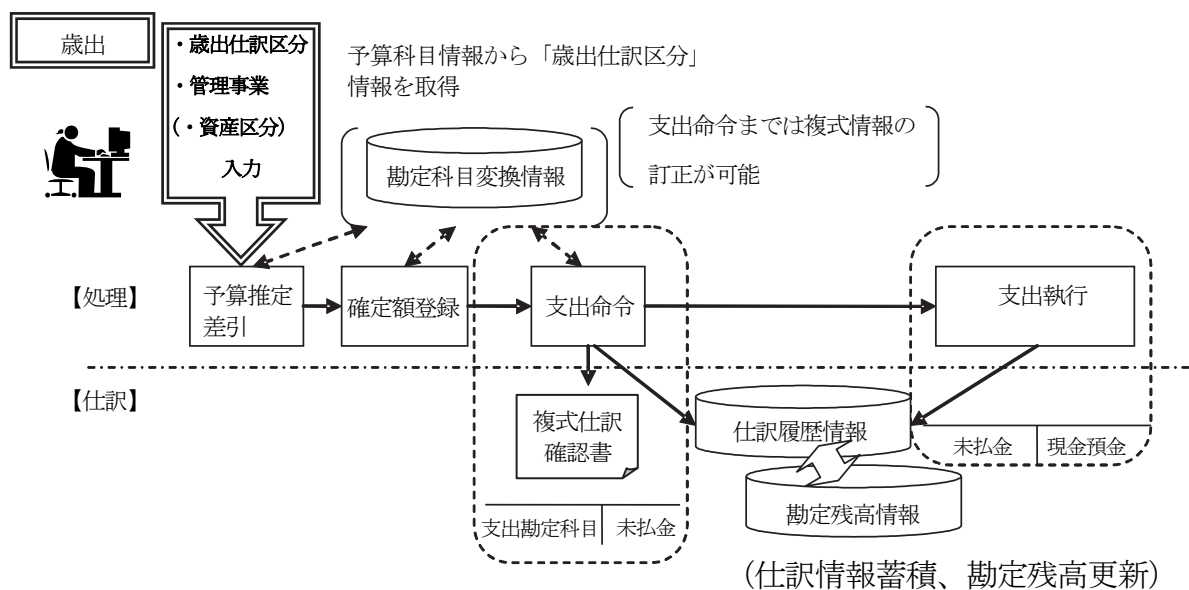 歳出
・歳出仕訳区分
・管理事業
(・資産区分)
入力
予算科目情報から「歳出仕訳区分」
情報を取得
勘定科目変換情報
支出命令までは複式情報の
訂正が可能
【処理】
予算推定
差引
確定額登録
支出命令
支出執行
【仕訳】
複式仕訳
確認書
仕訳履歴情報
未払金
現金預金
支出勘定科目
未払金
勘定残高情報
(仕訳情報蓄積、勘定残高更新)